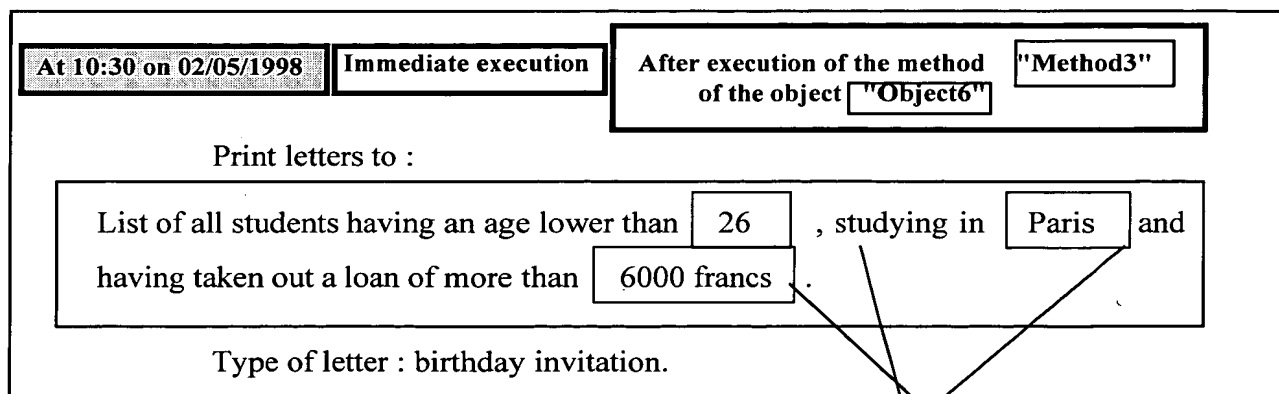 At 10:30 on 02/05/1998 Immediate execution After execution of the method "Method3"
of the object "Object6"
Print letters to :
List of all students having an age lower than 26 , studying in Paris and
having taken out a loan of more than 6000 francs .
Type of letter : birthday invitation.